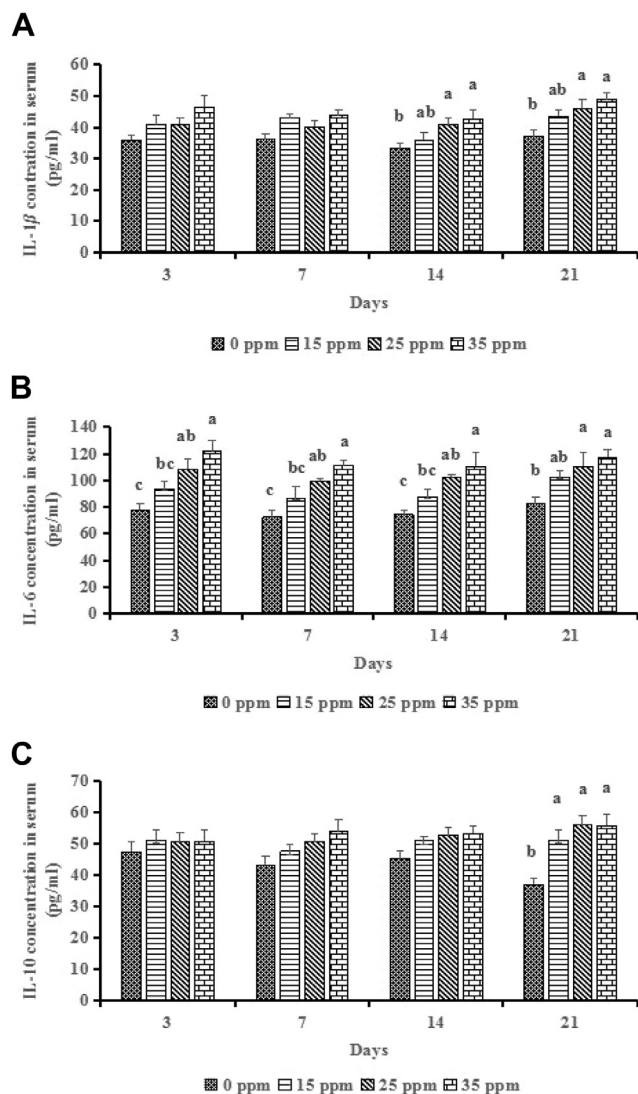 A
IL-1β contration in serum
(pg/ml)
60
50
40
30
20
10
0
b ab a a
b ab a a
3 7 14 21
Days
0 ppm 15 ppm 25 ppm 35 ppm
B
IL-6 concentration in serum
(pg/ml)
140
120
100
80
60
40
20
0
c bc ab a
c bc ab a
c bc ab a
b ab a a
3 7 14 21
Days
0 ppm 15 ppm 25 ppm 35 ppm
C
IL-10 concentration in serum
(pg/ml)
70
60
50
40
30
20
10
0
b a a a
3 7 14 21
Days
0 ppm 15 ppm 25 ppm 35 ppm